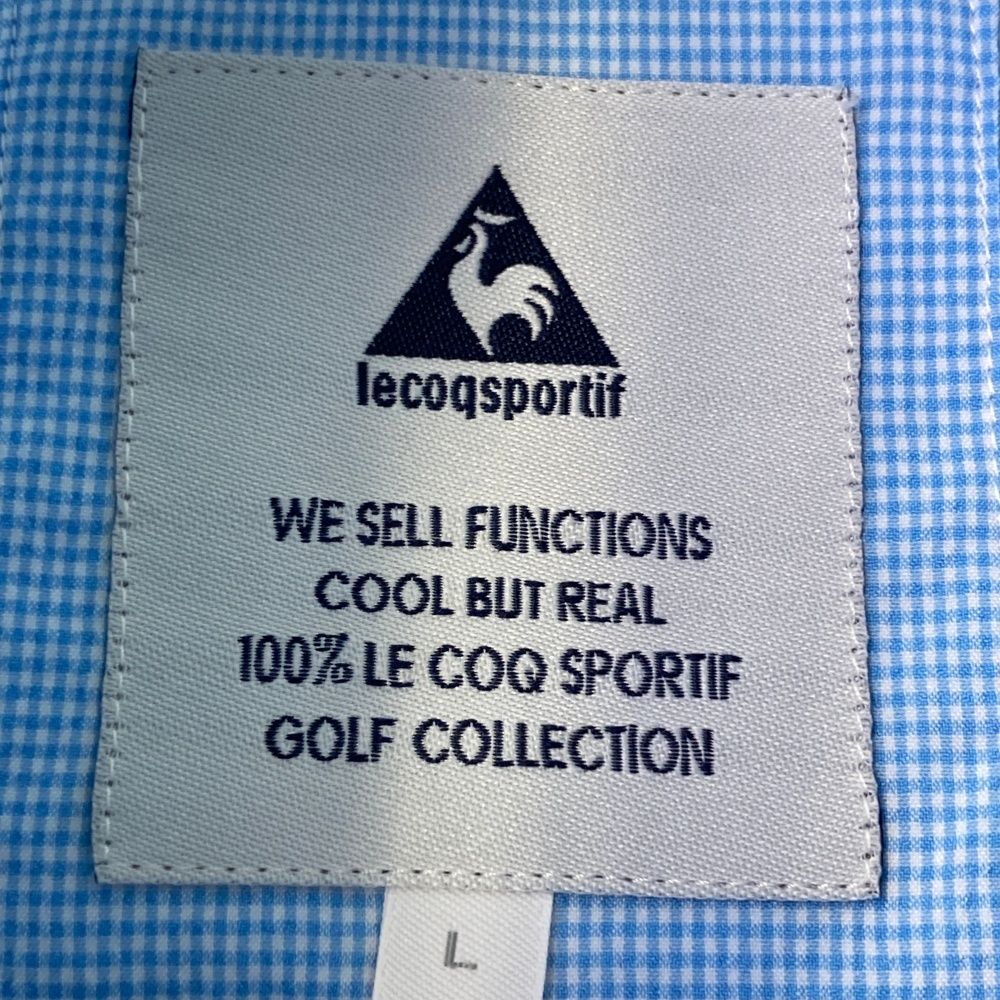 lecoqsportif
WE SELL FUNCTIONS
COOL BUT REAL
100% LE COQ SPORTIF
GOLF COLLECTION
L